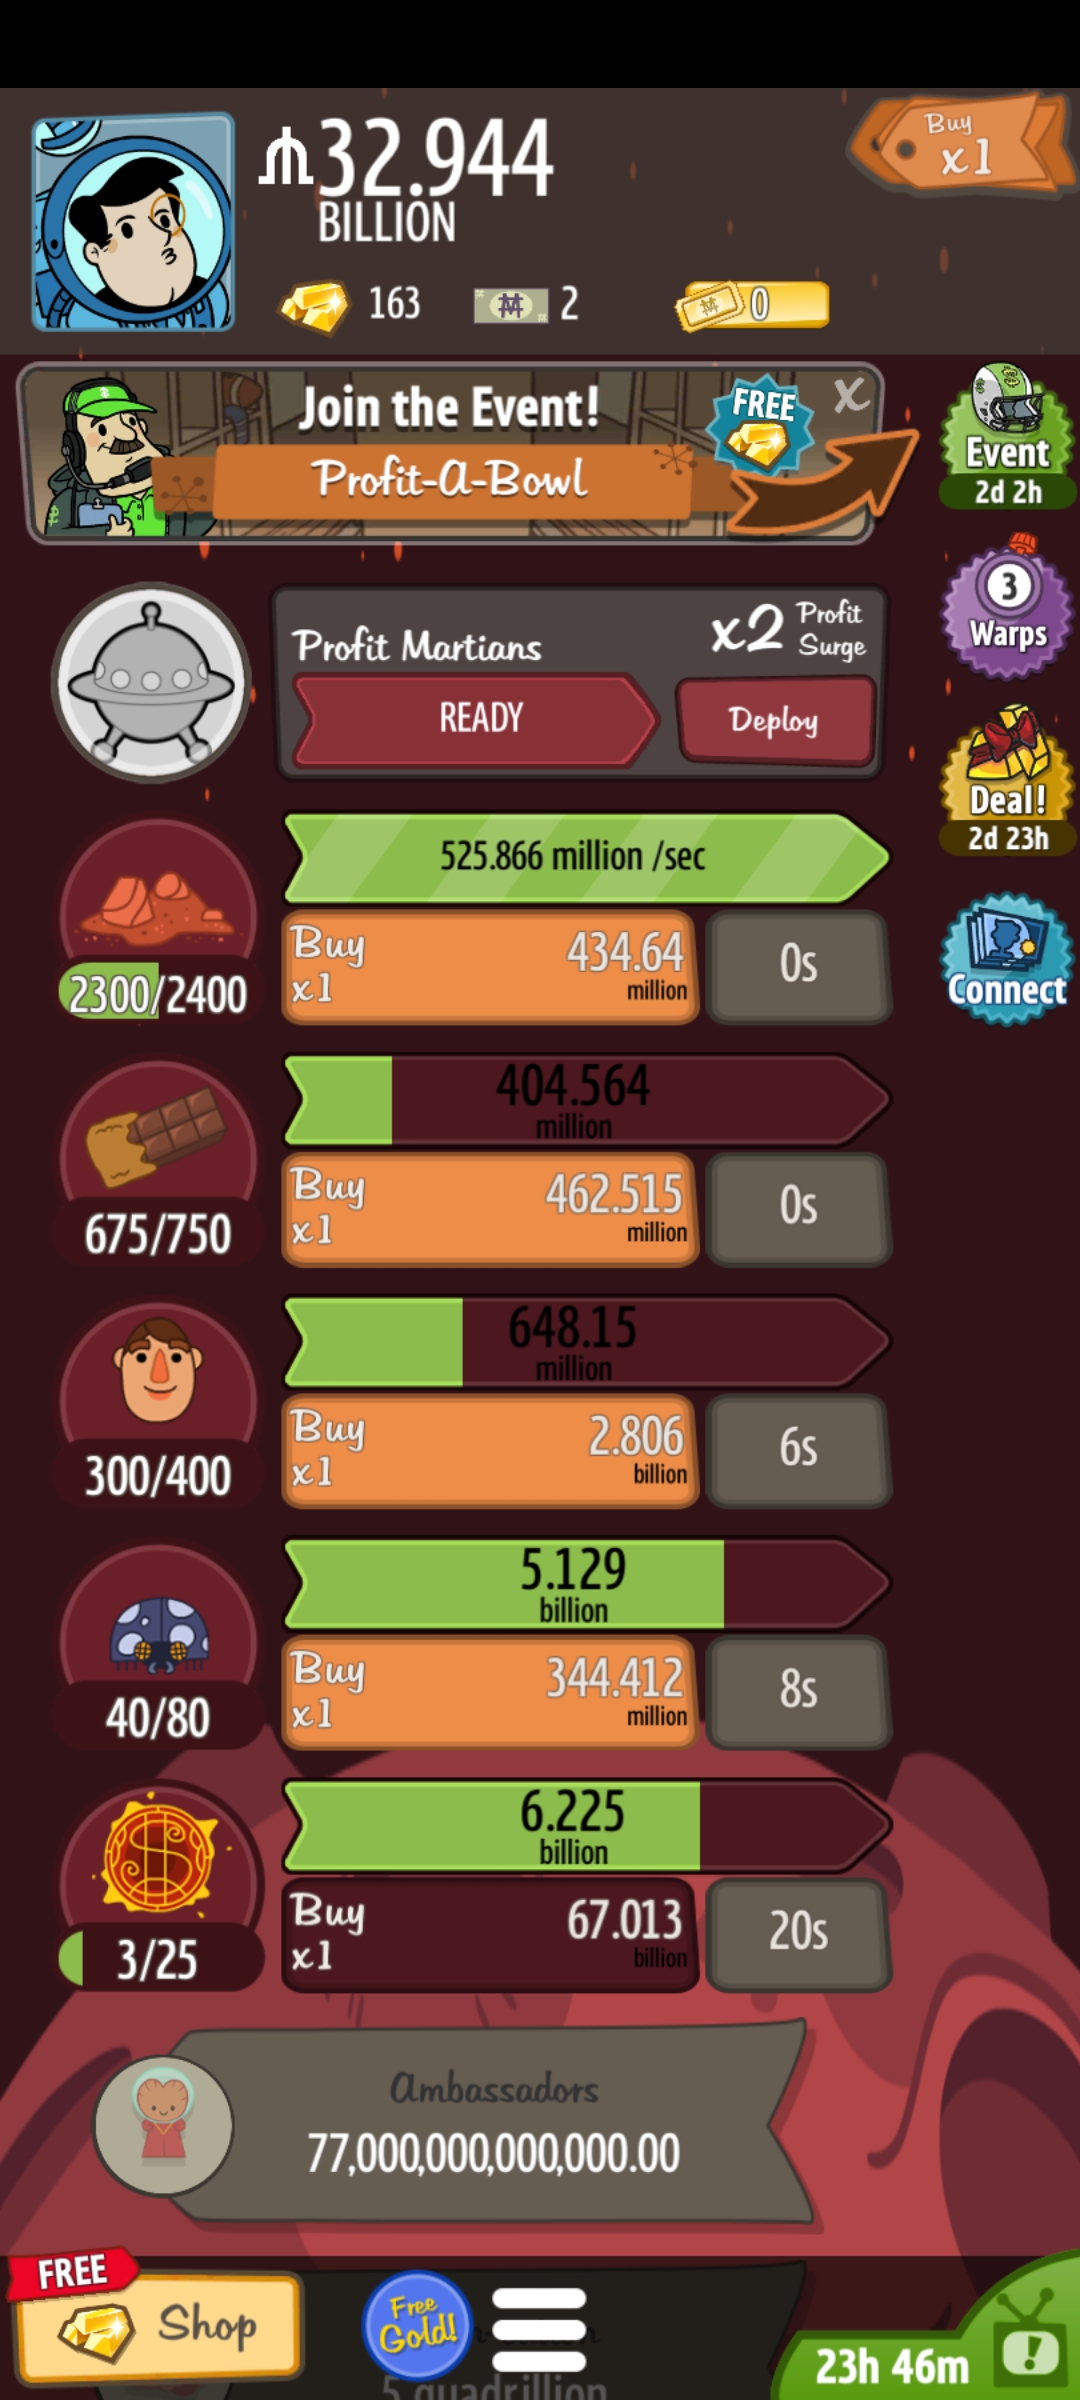 32.944
BILLION
Buy
x1
163
2
0
Join the Event!
Profit-A-Bowl
FREE
X
Event
2d 2h
Profit Martians
x2 Profit Surge
READY
Deploy
3
Warps
Deal!
2d 23h
Connect
525.866 million /sec
2300/2400
Buy x1
434.64
million
0s
404.564
million
675/750
Buy x1
462.515
million
0s
648.15
million
300/400
Buy x1
2.806
billion
6s
5.129
billion
40/80
Buy x1
344.412
million
8s
6.225
billion
3/25
Buy x1
67.013
billion
20s
Ambassadors
77,000,000,000,000.00
FREE
Shop
Free
Gold!
5 quadrillion
23h 46m